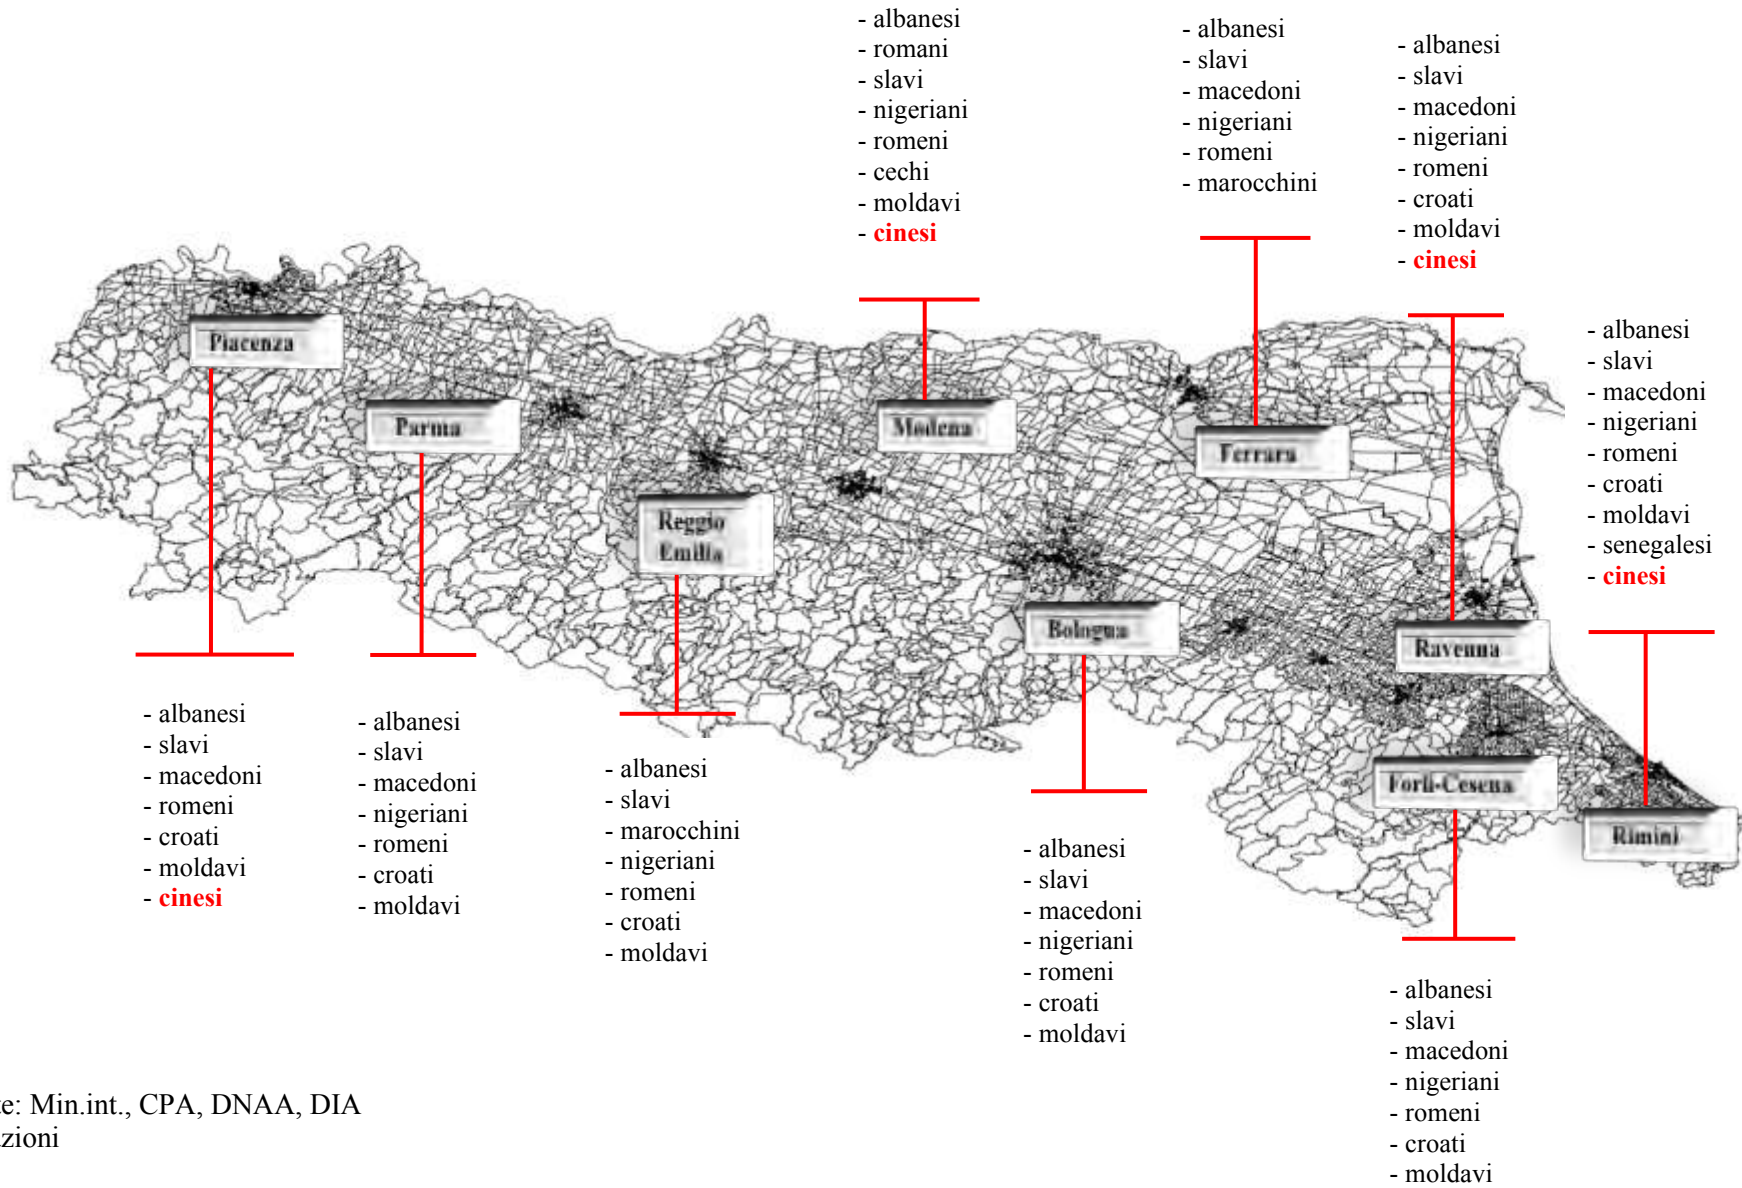 - albanesi
- romani
- slavi
- nigeriani
- romeni
- cechi
- moldavi
- cinesi
- albanesi
- slavi
- macedoni
- nigeriani
- romeni
- marocchini
- albanesi
- slavi
- macedoni
- nigeriani
- romeni
- croati
- moldavi
- cinesi
- albanesi
- slavi
- macedoni
- nigeriani
- romeni
- croati
- moldavi
- senegalesi
- cinesi
Piacenza
Parma
Modena
Ferrara
Reggio
Emilia
Bologna
Ravenna
Forlì-Cesena
Rimini
- albanesi
- slavi
- macedoni
- romeni
- croati
- moldavi
- cinesi
- albanesi
- slavi
- macedoni
- nigeriani
- romeni
- croati
- moldavi
- albanesi
- slavi
- marocchini
- nigeriani
- romeni
- croati
- moldavi
- albanesi
- slavi
- macedoni
- nigeriani
- romeni
- croati
- moldavi
- albanesi
- slavi
- macedoni
- nigeriani
- romeni
- croati
- moldavi
te: Min.int., CPA, DNAA, DIA
zioni